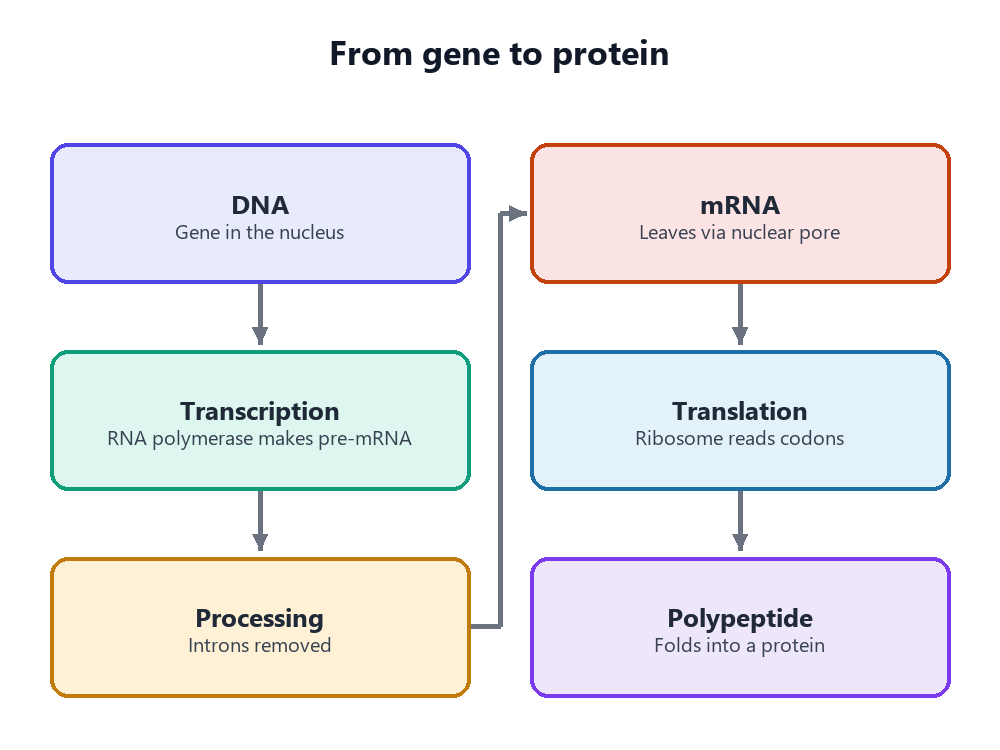 From gene to protein
DNA
Gene in the nucleus
Transcription
RNA polymerase makes pre-mRNA
Processing
Introns removed
mRNA
Leaves via nuclear pore
Translation
Ribosome reads codons
Polypeptide
Folds into a protein